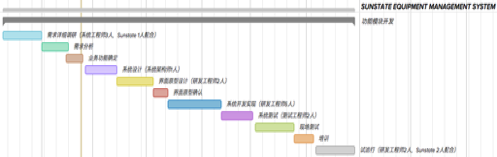 SUNSTATE EQUIPMENT MANAGEMENT SYSTEM
功能模块开发
需求详细调研（系统工程师3人，Sunstate 1人配合）
需求分析
业务功能确定
系统设计（系统架构师1人）
界面原型设计（研发工程师2人）
界面原型确认
系统开发实现（研发工程师5人）
系统测试（测试工程师2人）
现场测试
培训
试运行（研发工程师2人，Sunstate 2人配合）